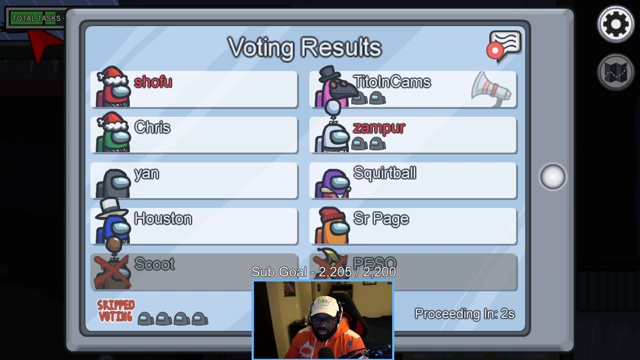 TOTAL TASKS
Voting Results
shofu
TitoInCams
Chris
zampur
yan
Squirtball
Houston
Sr Page
Scoot
PESO
Sub Goal - 2,205 / 2,200
SKIPPED
VOTING
Proceeding In: 2s